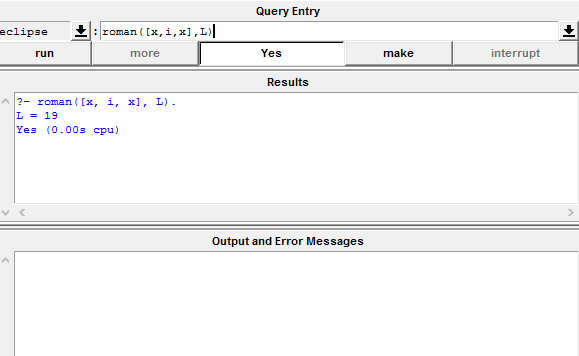 Query Entry
eclipse : roman([x,i,x],L)
run more Yes make interrupt
Results
?- roman([x, i, x], L).
L = 19
Yes (0.00s cpu)
Output and Error Messages